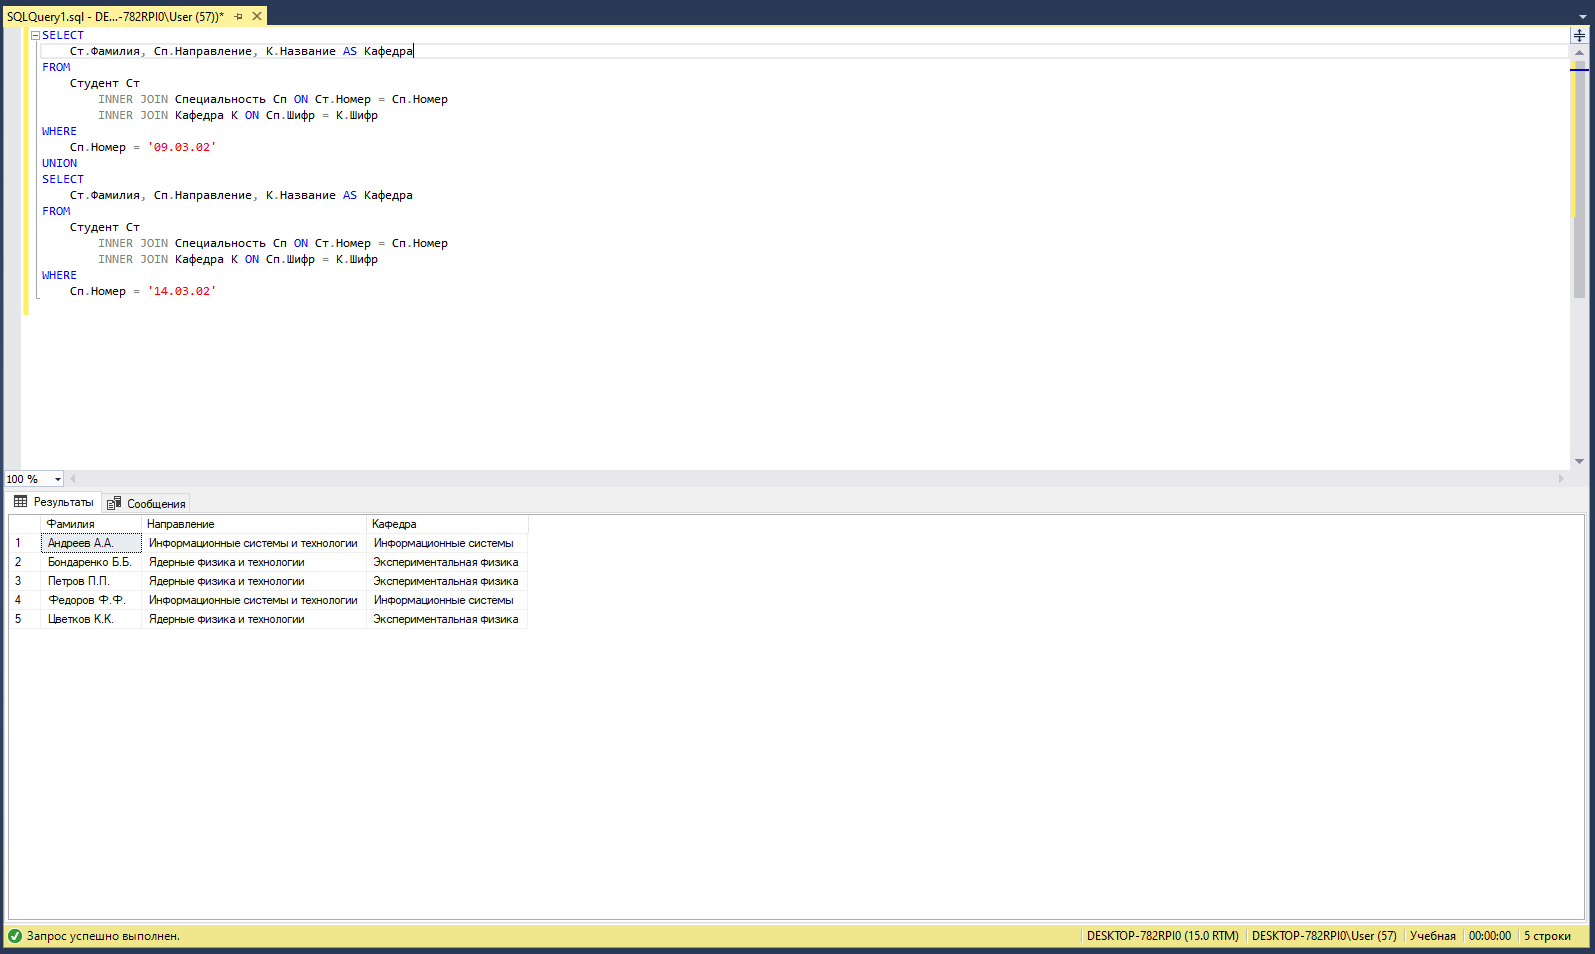 SQLQuery1.sql - DE...-782RPI0\User (57))*
SELECT
Ст.Фамилия, Сп.Направление, К.Название AS Кафедра
FROM
Студент Ст
INNER JOIN Специальность Сп ON Ст.Номер = Сп.Номер
INNER JOIN Кафедра К ON Сп.Шифр = К.Шифр
WHERE
Сп.Номер = '09.03.02'
UNION
SELECT
Ст.Фамилия, Сп.Направление, К.Название AS Кафедра
FROM
Студент Ст
INNER JOIN Специальность Сп ON Ст.Номер = Сп.Номер
INNER JOIN Кафедра К ON Сп.Шифр = К.Шифр
WHERE
Сп.Номер = '14.03.02'
100 %
Результаты Сообщения
Фамилия Направление Кафедра
1 Андреев А.А. Информационные системы и технологии Информационные системы
2 Бондаренко Б.Б. Ядерные физика и технологии Экспериментальная физика
3 Петров П.П. Ядерные физика и технологии Экспериментальная физика
4 Федоров Ф.Ф. Информационные системы и технологии Информационные системы
5 Цветков К.К. Ядерные физика и технологии Экспериментальная физика
Запрос успешно выполнен. DESKTOP-782RPI0 (15.0 RTM) DESKTOP-782RPI0\User (57) Учебная 00:00:00 5 строки